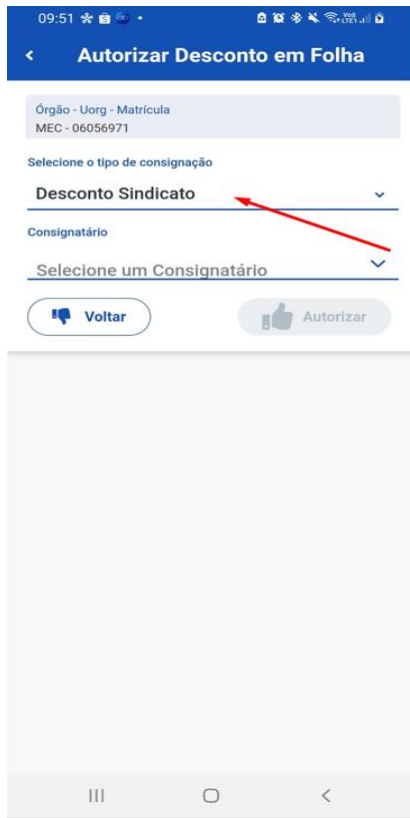 09:51
Autorizar Desconto em Folha
Órgão - Uorg - Matrícula
MEC - 06056971
Selecione o tipo de consignação
Desconto Sindicato
Consignatário
Selecione um Consignatário
Voltar
Autorizar